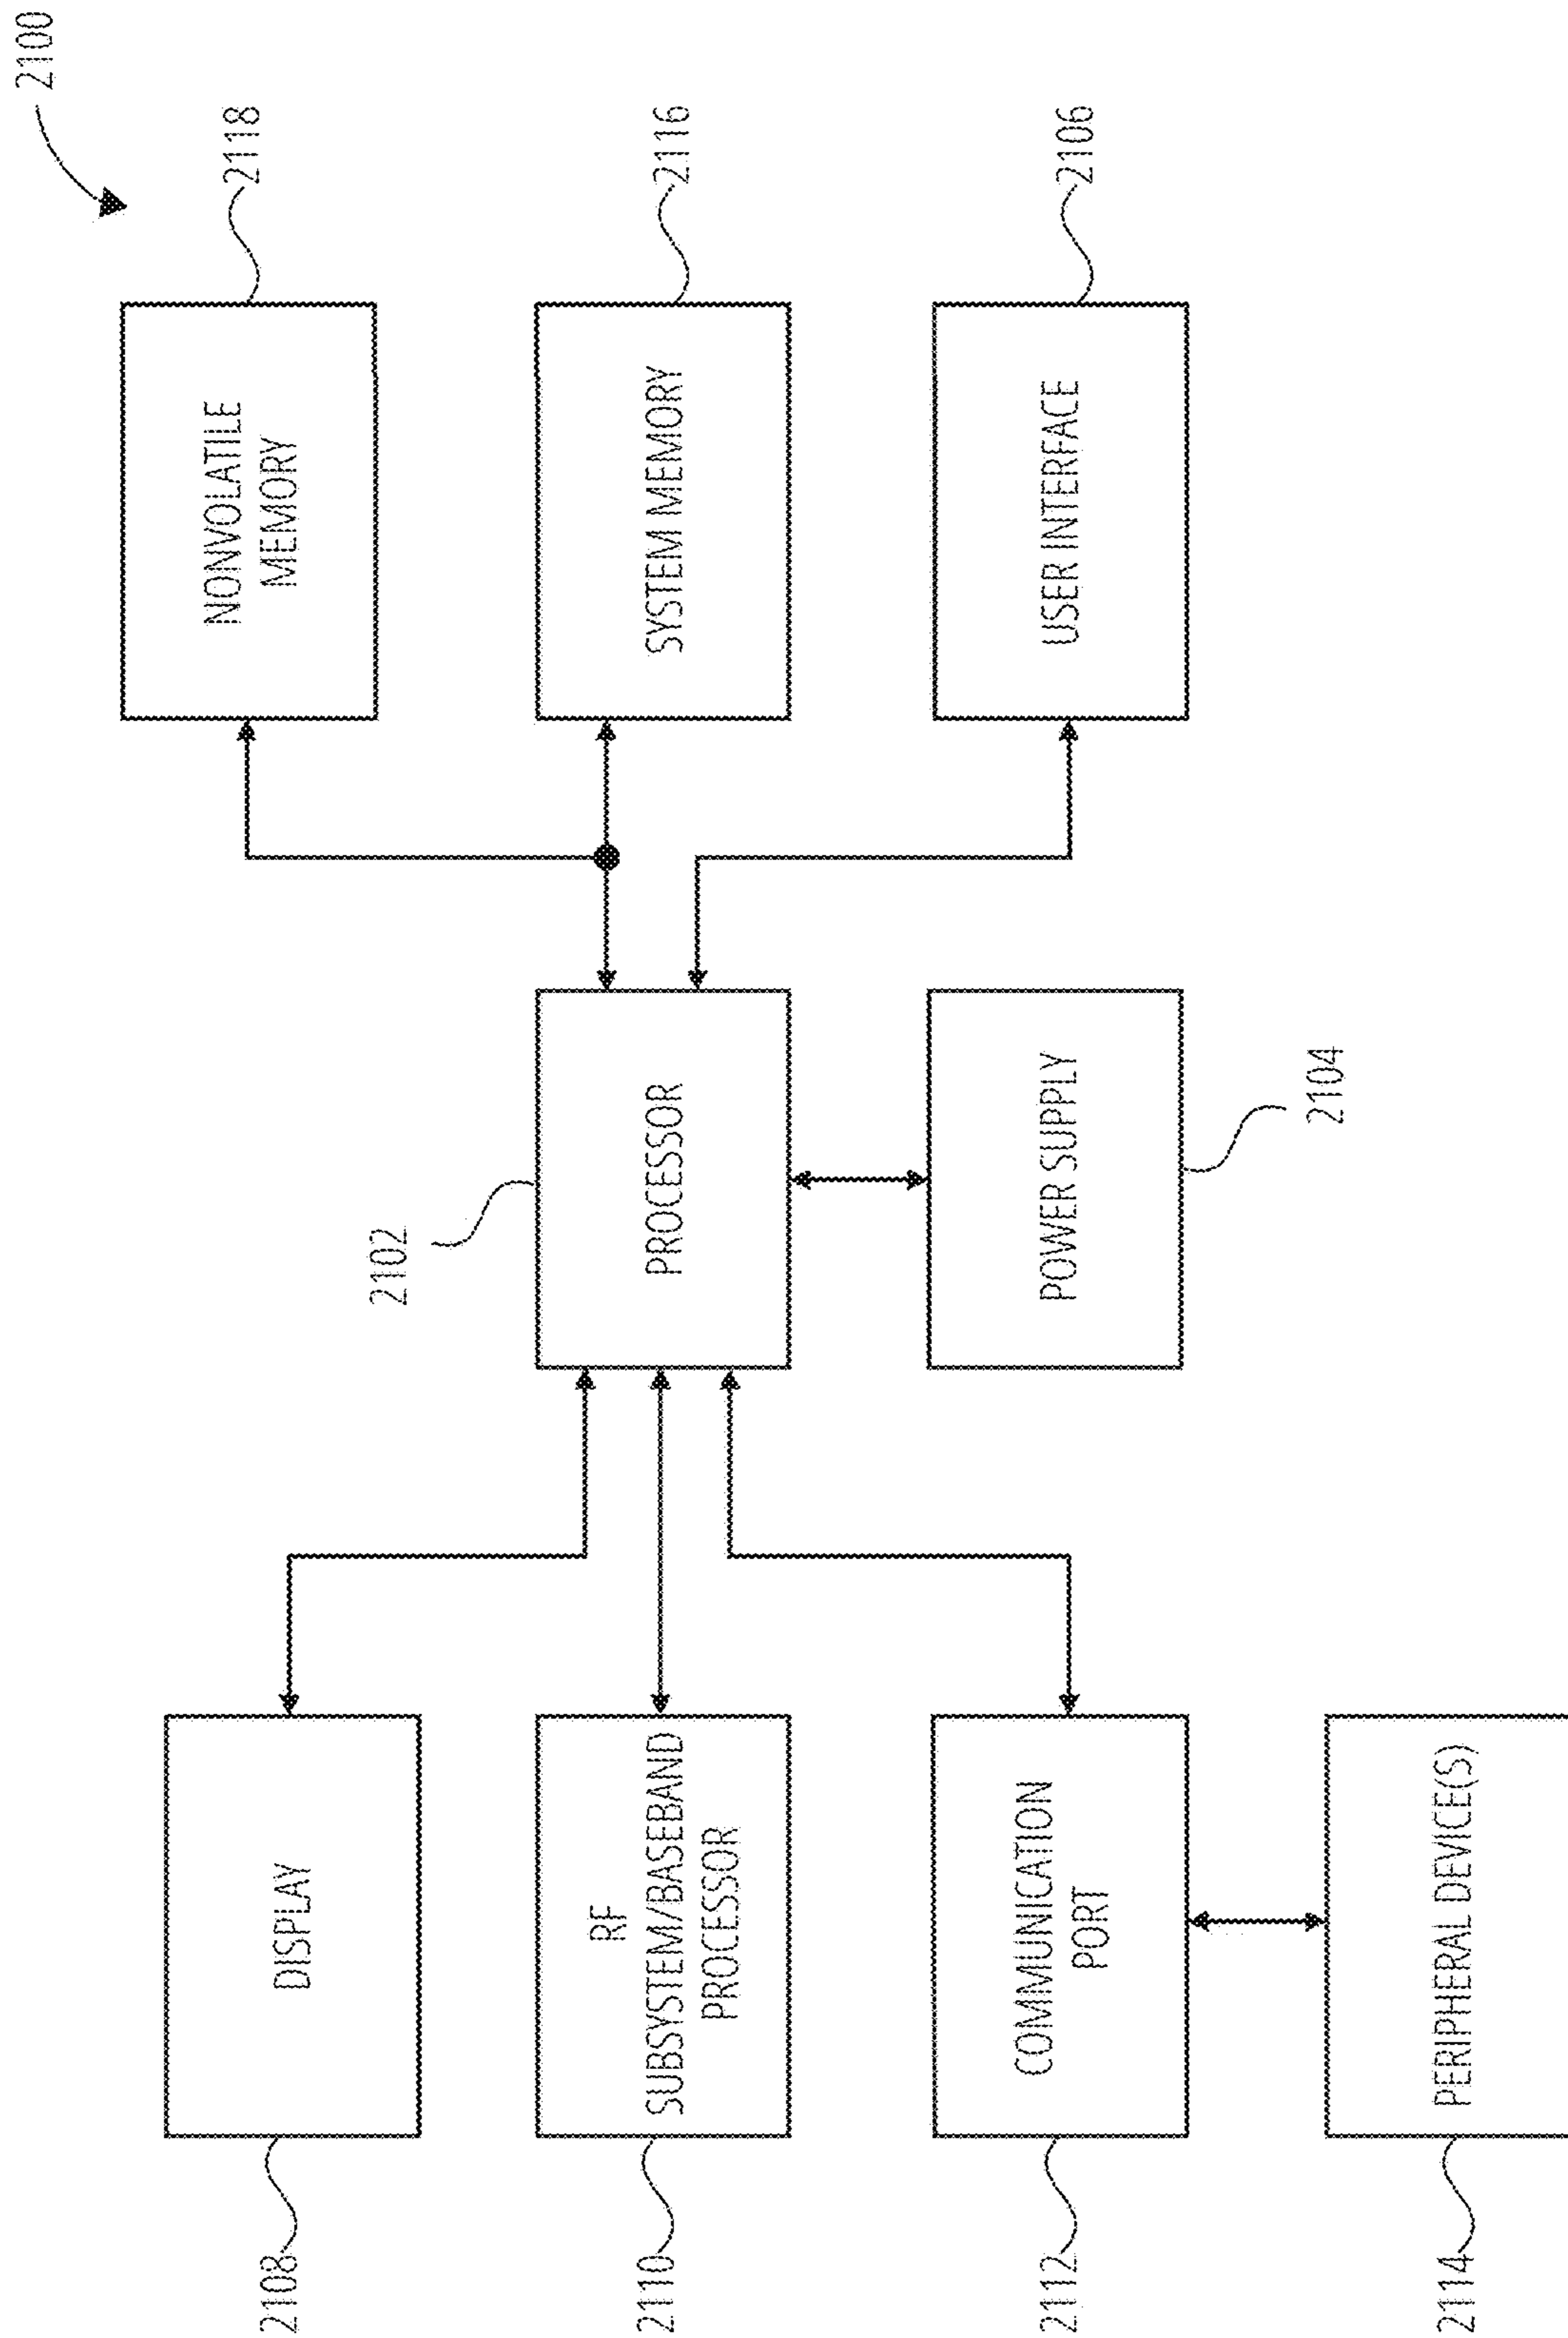 2100
2108
DISPLAY
2102
NONVOLATILE
MEMORY
2118
2110
RF
SUBSYSTEM/BASEBAND
PROCESSOR
PROCESSOR
SYSTEM MEMORY
2116
2112
COMMUNICATION
PORT
POWER SUPPLY
2104
USER INTERFACE
2106
2114
PERIPHERAL DEVICE(S)